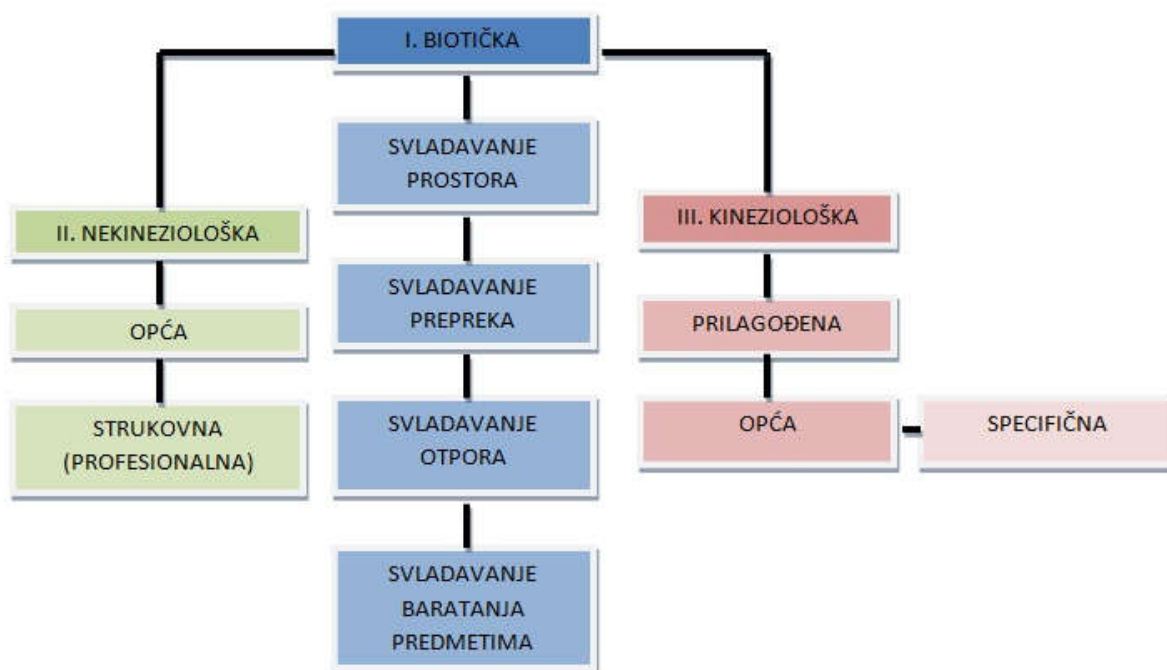 I. BIOTIČKA
SVLADAVANJE
PROSTORA
II. NEKINEZIOLOŠKA
III. KINEZIOLOŠKA
SVLADAVANJE
PREPREKA
OPĆA
PRILAGOĐENA
STRUKOVNA
(PROFESIONALNA)
SVLADAVANJE
OTPORA
OPĆA
SPECIFIČNA
SVLADAVANJE
BARATANJA
PREDMETIMA